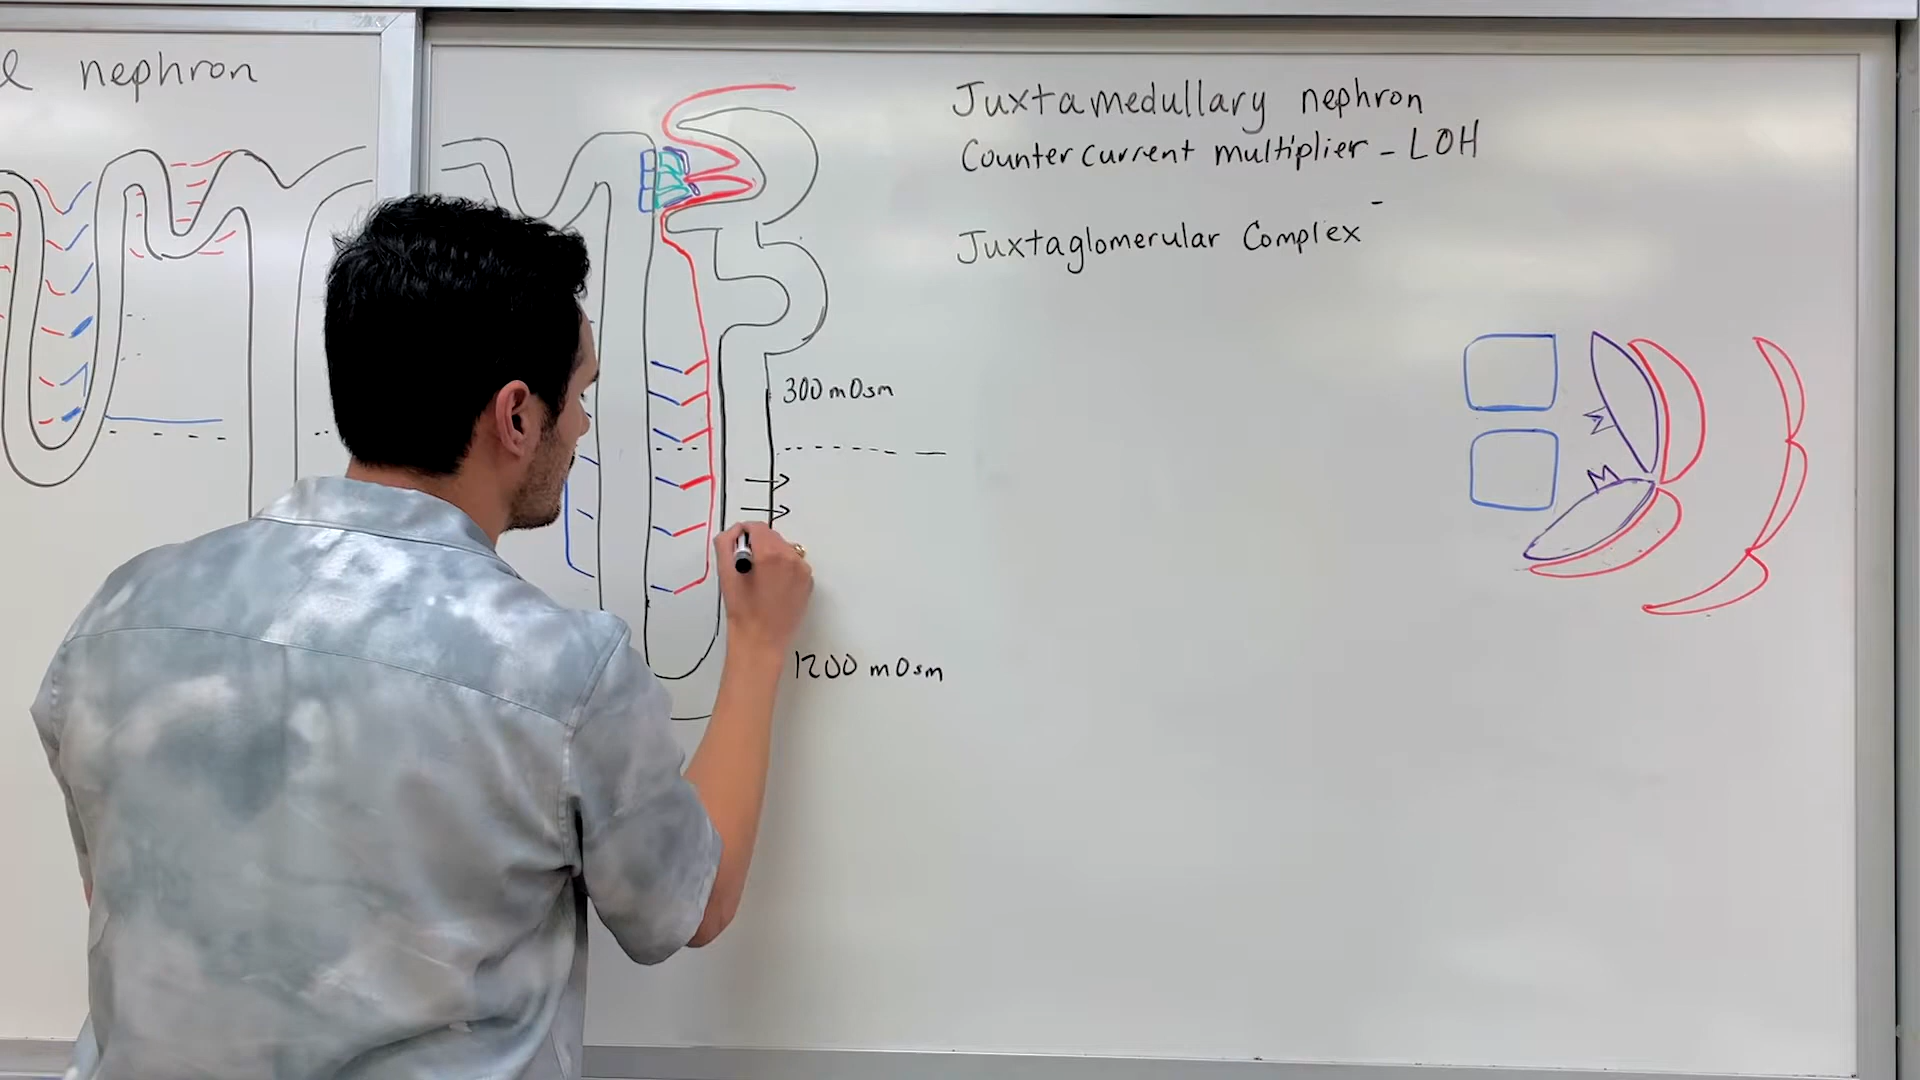 nephron
Juxtamedullary nephron
Countercurrent multiplier - LOH
Juxtaglomerular Complex -
300 mOsm
1200 mOsm